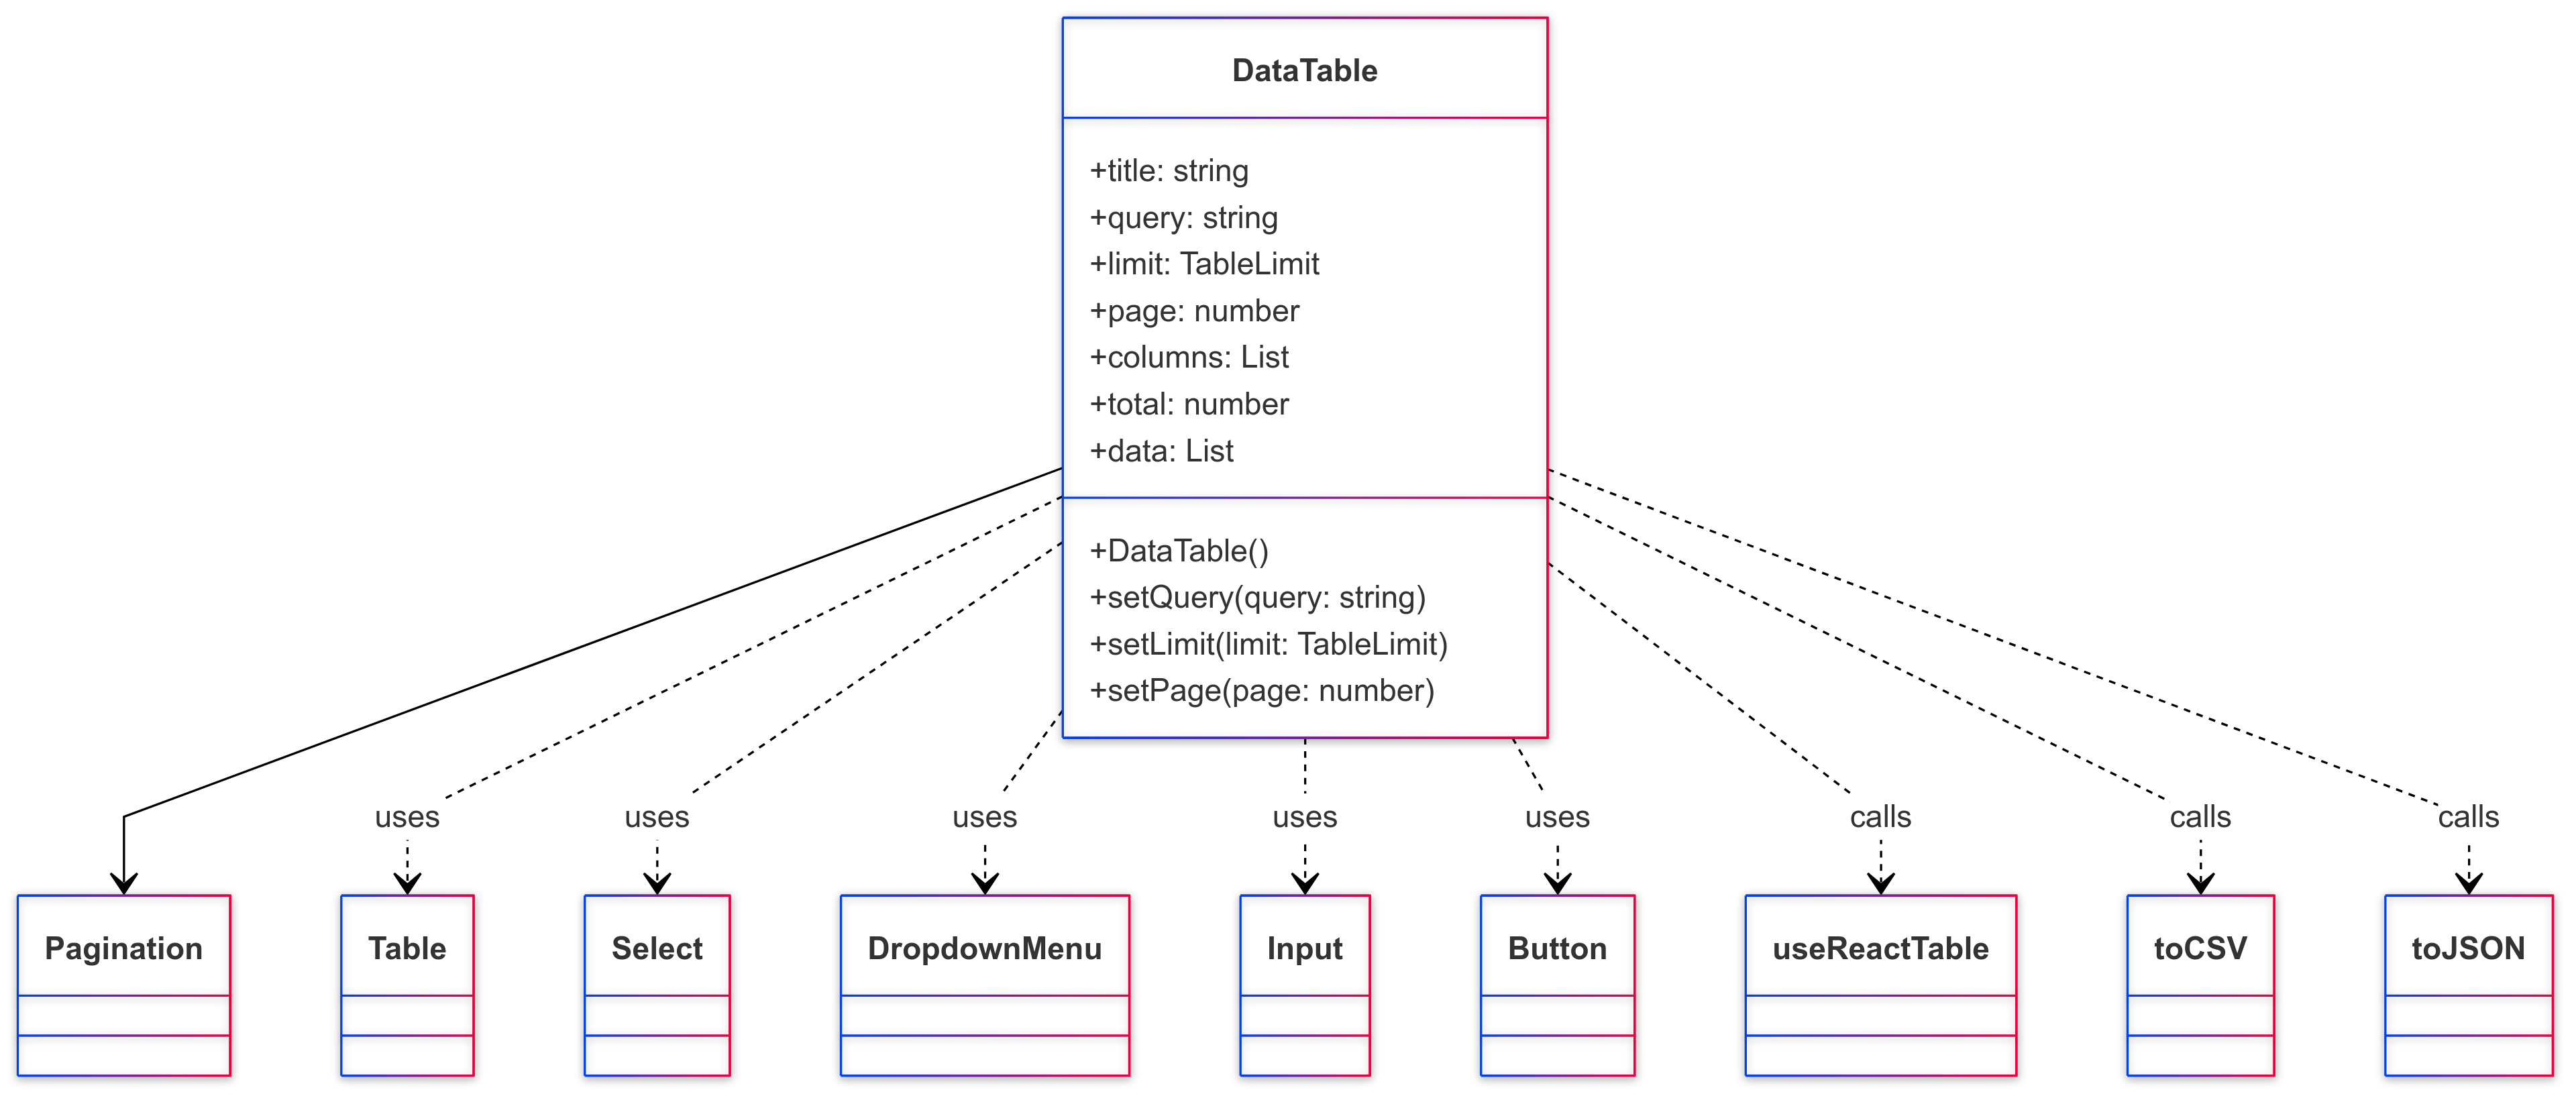 DataTable
+title: string
+query: string
+limit: TableLimit
+page: number
+columns: List
+total: number
+data: List
+DataTable()
+setQuery(query: string)
+setLimit(limit: TableLimit)
+setPage(page: number)
uses
uses
uses
uses
uses
calls
calls
calls
Pagination
Table
Select
DropdownMenu
Input
Button
useReactTable
toCSV
toJSON